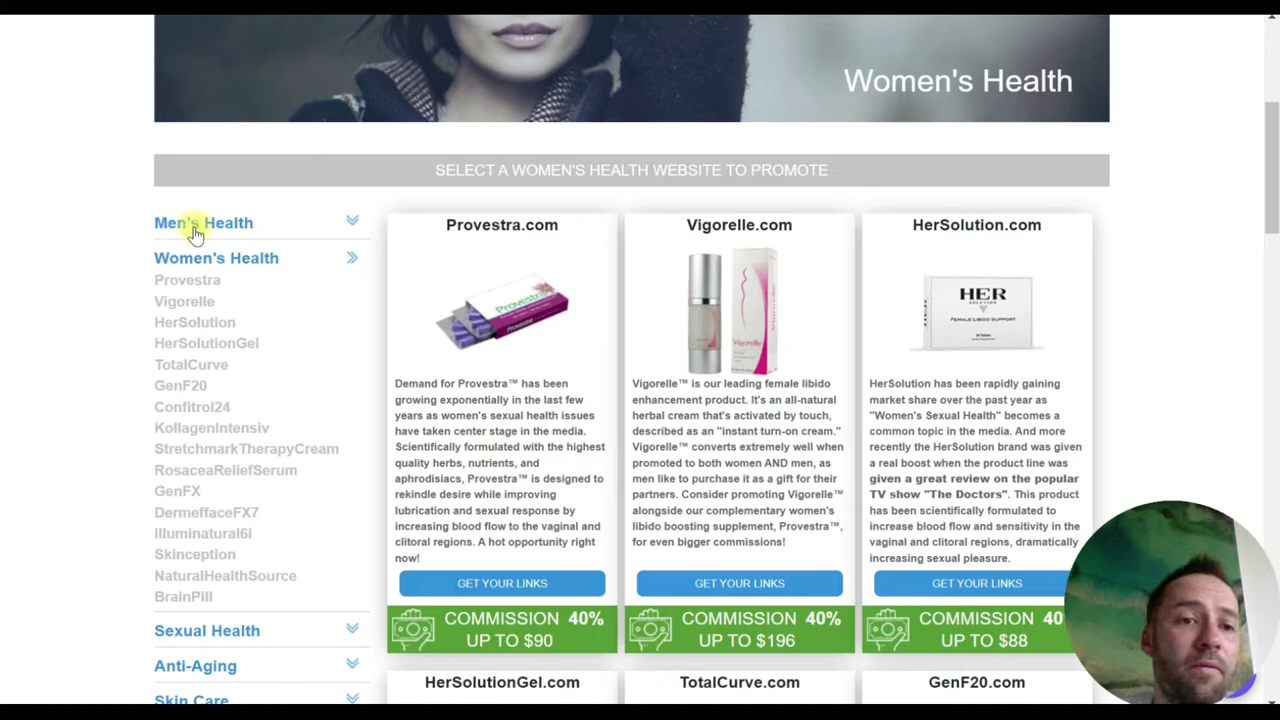 Women's Health
SELECT A WOMEN'S HEALTH WEBSITE TO PROMOTE
Men's Health
Women's Health
Provestra
Vigorelle
HerSolution
HerSolutionGel
TotalCurve
GenF20
Confitrol24
KollagenIntensiv
StretchmarkTherapyCream
RosaceaReliefSerum
GenFX
DermeffaceFX7
Illuminatural6i
Skinception
NaturalHealthSource
BrainPill
Sexual Health
Anti-Aging
Skin Care
Provestra.com
Provestra
Demand for Provestra™ has been
growing exponentially in the last few
years as women's sexual health issues
have taken center stage in the media.
Scientifically formulated with the highest
quality herbs, nutrients, and
aphrodisiacs, Provestra™ is designed to
rekindle desire while improving
lubrication and sexual response by
increasing blood flow to the vaginal and
clitoral regions. A hot opportunity right
now!
GET YOUR LINKS
COMMISSION 40%
UP TO $90
Vigorelle.com
Vigorelle
Vigorelle™ is our leading female libido
enhancement product. It's an all-natural
herbal cream that's activated by touch,
described as an "instant turn-on cream."
Vigorelle™ converts extremely well when
promoted to both women AND men, as
men like to purchase it as a gift for their
partners. Consider promoting Vigorelle™
alongside our complementary women's
libido boosting supplement, Provestra™,
for even bigger commissions!
GET YOUR LINKS
COMMISSION 40%
UP TO $196
HerSolution.com
HER
SOLUTION
FEMALE LIBIDO SUPPORT
HerSolution has been rapidly gaining
market share over the past year as
"Women's Sexual Health" becomes a
common topic in the media. And more
recently the HerSolution brand was given
a real boost when the product line was
given a great review on the popular
TV show "The Doctors". This product
has been scientifically formulated to
increase blood flow and sensitivity in the
vaginal and clitoral regions, dramatically
increasing sexual pleasure.
GET YOUR LINKS
COMMISSION 40
UP TO $88
HerSolutionGel.com
TotalCurve.com
GenF20.com